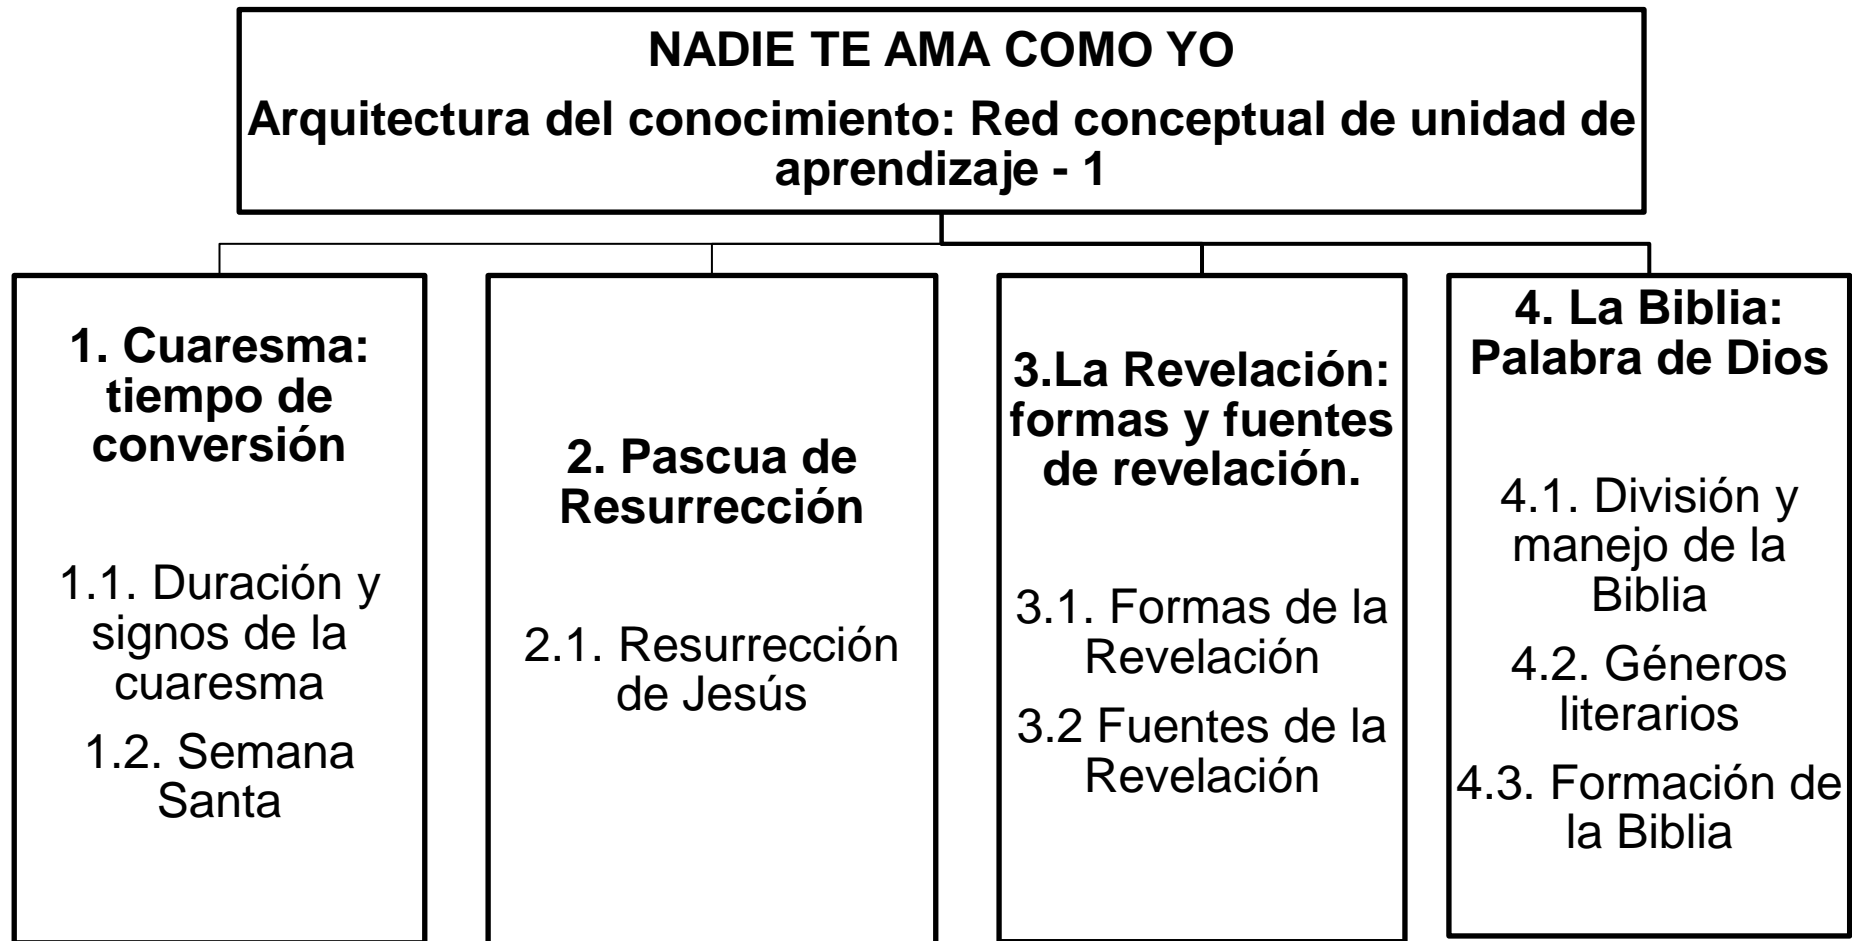 NADIE TE AMA COMO YO
Arquitectura del conocimiento: Red conceptual de unidad de
aprendizaje - 1
1. Cuaresma:
tiempo de
conversión
1.1. Duración y
signos de la
cuaresma
1.2. Semana
Santa
2. Pascua de
Resurrección
2.1. Resurrección
de Jesús
3.La Revelación:
formas y fuentes
de revelación.
3.1. Formas de la
Revelación
3.2 Fuentes de la
Revelación
4. La Biblia:
Palabra de Dios
4.1. División y
manejo de la
Biblia
4.2. Géneros
literarios
4.3. Formación de
la Biblia